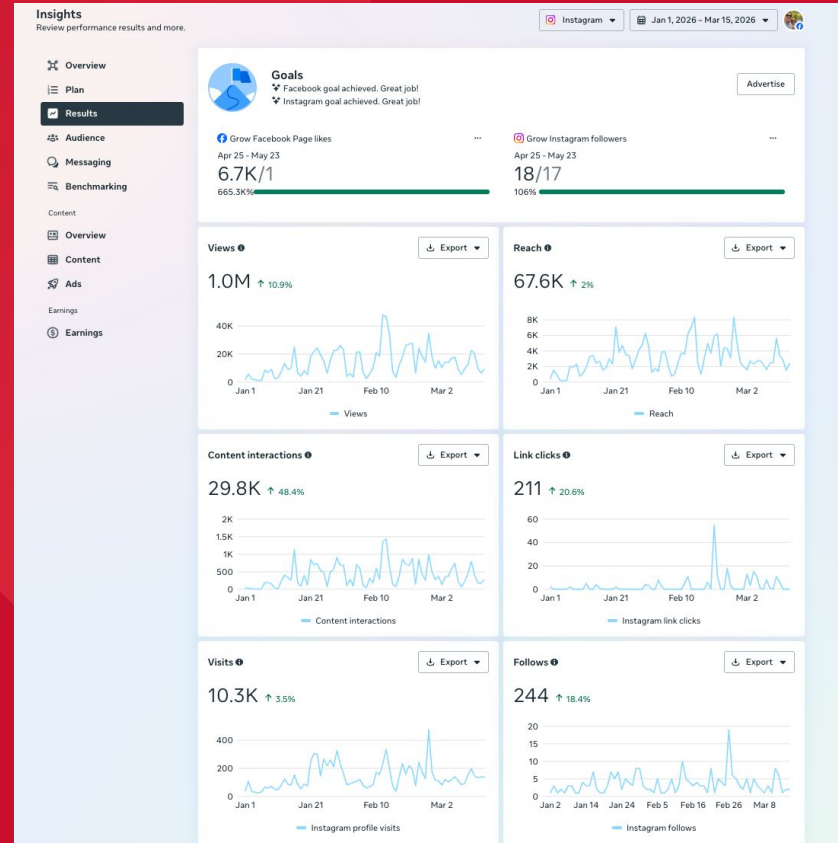 Insights
Review performance results and more.
Instagram
Jan 1, 2026 – Mar 15, 2026
Overview
Plan
Results
Audience
Messaging
Benchmarking
Content
Overview
Content
Ads
Earnings
Earnings
Goals
Facebook goal achieved. Great job!
Instagram goal achieved. Great job!
Advertise
Grow Facebook Page likes
Apr 25 - May 23
6.7K/1
665.3K%
Grow Instagram followers
Apr 25 - May 23
18/17
106%
Views
Export
1.0M ↑ 10.9%
40K
20K
0
Jan 1 Jan 21 Feb 10 Mar 2
Views
Reach
Export
67.6K ↑ 2%
8K
6K
4K
2K
0
Jan 1 Jan 21 Feb 10 Mar 2
Reach
Content interactions
Export
29.8K ↑ 48.4%
2K
1.5K
1K
500
0
Jan 1 Jan 21 Feb 10 Mar 2
Content interactions
Link clicks
Export
211 ↑ 20.6%
60
40
20
0
Jan 1 Jan 21 Feb 10 Mar 2
Instagram link clicks
Visits
Export
10.3K ↑ 3.5%
400
200
0
Jan 1 Jan 21 Feb 10 Mar 2
Instagram profile visits
Follows
Export
244 ↑ 18.4%
20
15
10
5
0
Jan 2 Jan 14 Jan 24 Feb 5 Feb 16 Feb 26 Mar 8
Instagram follows